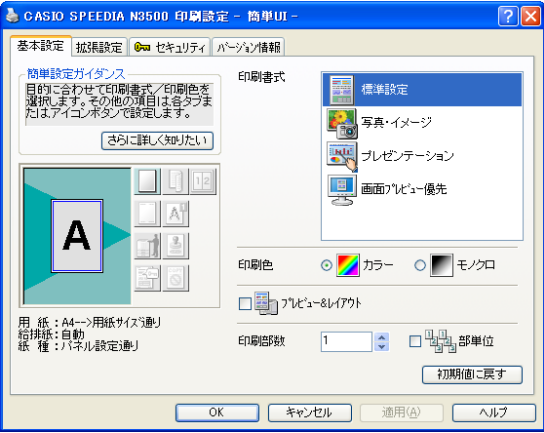 CASIO SPEEDIA N3500 印刷設定 - 簡単UI -
基本設定 拡張設定 セキュリティ バージョン情報
簡単設定ガイダンス
目的に合わせて印刷書式/印刷色を
選択します。その他の項目は各タブま
たはアイコンボタンで設定します。
さらに詳しく知りたい
1 2
A
A
用 紙 : A4-->用紙サイズ通り
給排紙 : 自動
紙 種 : パネル設定通り
印刷書式
標準設定
写真・イメージ
プレゼンテーション
画面プレビュー優先
印刷色 カラー モノクロ
プレビュー&レイアウト
印刷部数 1 部単位
初期値に戻す
OK キャンセル 適用(A) ヘルプ